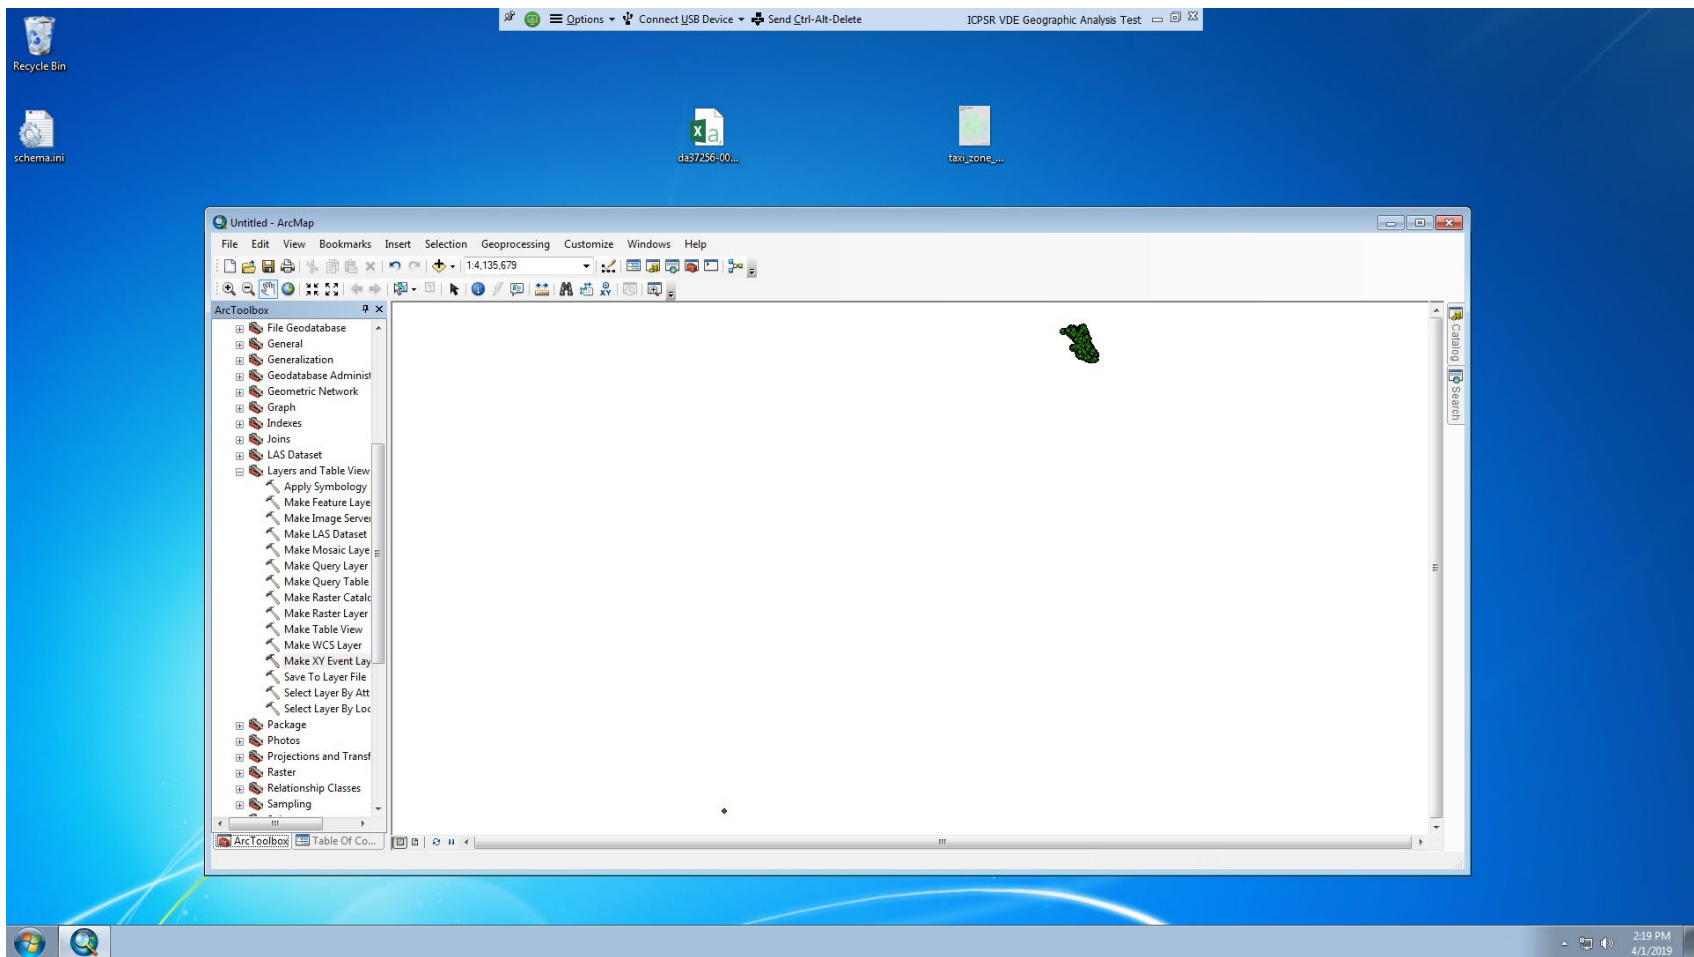 Options Connect USB Device Send Ctrl-Alt-Delete ICPSR VDE Geographic Analysis Test
Recycle Bin
schema.ini
da37256-00...
taxi_zone_...
Untitled - ArcMap
File Edit View Bookmarks Insert Selection Geoprocessing Customize Windows Help
1:4,135,679
ArcToolbox
File Geodatabase
General
Generalization
Geodatabase Administ
Geometric Network
Graph
Indexes
Joins
LAS Dataset
Layers and Table View
Apply Symbology
Make Feature Laye
Make Image Server
Make LAS Dataset
Make Mosaic Laye
Make Query Layer
Make Query Table
Make Raster Catalo
Make Raster Layer
Make Table View
Make WCS Layer
Make XY Event Lay
Save To Layer File
Select Layer By Att
Select Layer By Loc
Package
Photos
Projections and Transf
Raster
Relationship Classes
Sampling
ArcToolbox Table Of Co...
Catalog
Search
2:19 PM
4/1/2019